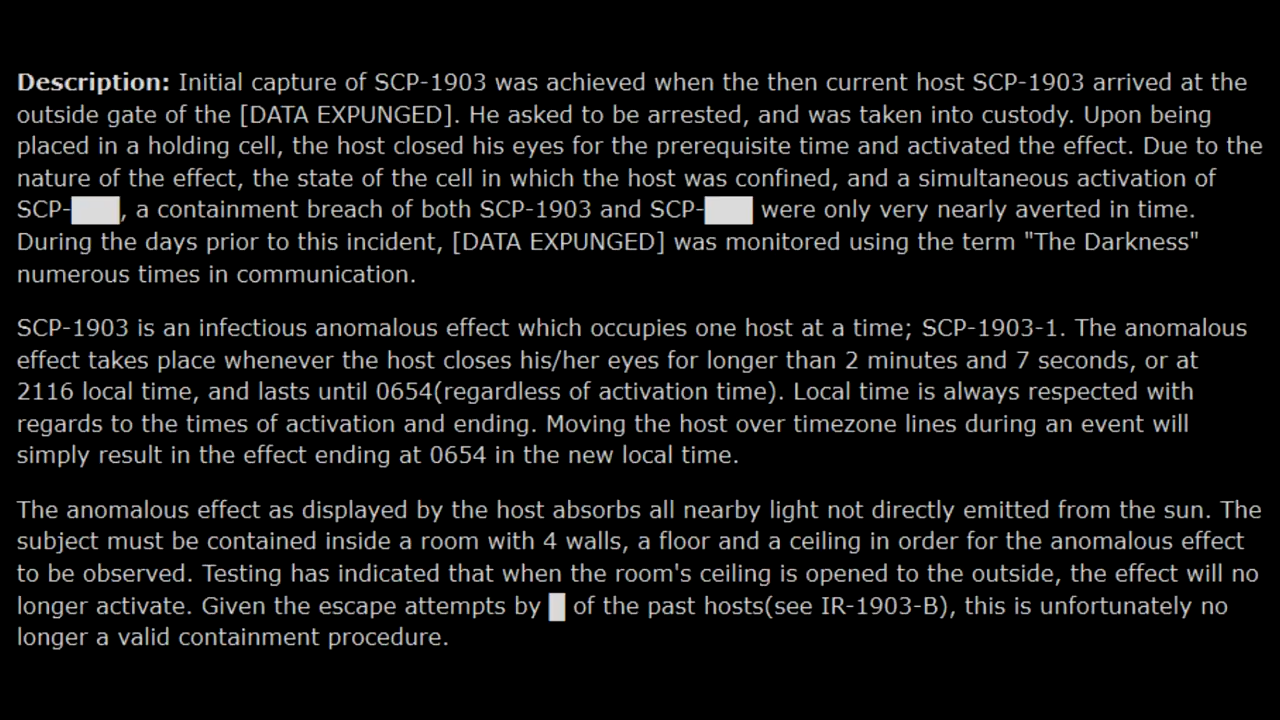 Description: Initial capture of SCP-1903 was achieved when the then current host SCP-1903 arrived at the
outside gate of the [DATA EXPUNGED]. He asked to be arrested, and was taken into custody. Upon being
placed in a holding cell, the host closed his eyes for the prerequisite time and activated the effect. Due to the
nature of the effect, the state of the cell in which the host was confined, and a simultaneous activation of
SCP-███, a containment breach of both SCP-1903 and SCP-███ were only very nearly averted in time.
During the days prior to this incident, [DATA EXPUNGED] was monitored using the term "The Darkness"
numerous times in communication.
SCP-1903 is an infectious anomalous effect which occupies one host at a time; SCP-1903-1. The anomalous
effect takes place whenever the host closes his/her eyes for longer than 2 minutes and 7 seconds, or at
2116 local time, and lasts until 0654(regardless of activation time). Local time is always respected with
regards to the times of activation and ending. Moving the host over timezone lines during an event will
simply result in the effect ending at 0654 in the new local time.
The anomalous effect as displayed by the host absorbs all nearby light not directly emitted from the sun. The
subject must be contained inside a room with 4 walls, a floor and a ceiling in order for the anomalous effect
to be observed. Testing has indicated that when the room's ceiling is opened to the outside, the effect will no
longer activate. Given the escape attempts by █ of the past hosts(see IR-1903-B), this is unfortunately no
longer a valid containment procedure.